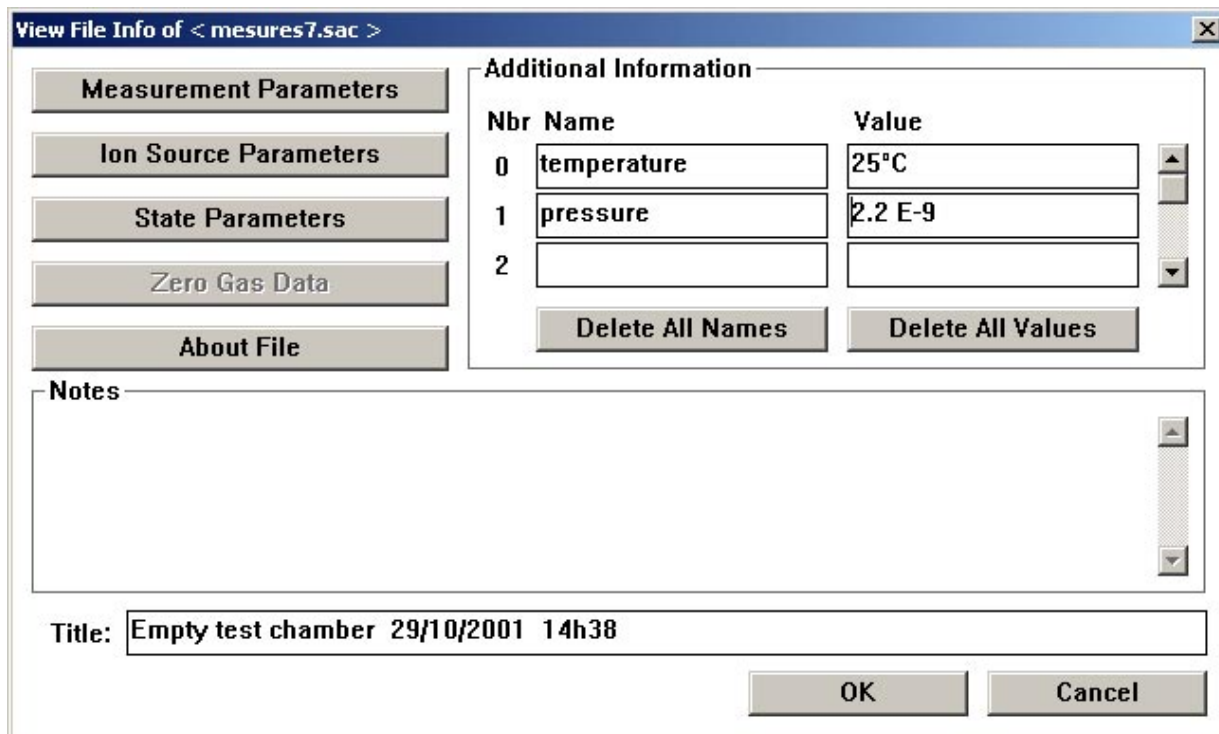 View File Info of < mesures7.sac >
Measurement Parameters
Ion Source Parameters
State Parameters
Zero Gas Data
About File
Additional Information
Nbr Name Value
0 temperature 25°C
1 pressure 2.2 E-9
2
Delete All Names Delete All Values
Notes
Title: Empty test chamber 29/10/2001 14h38
OK Cancel